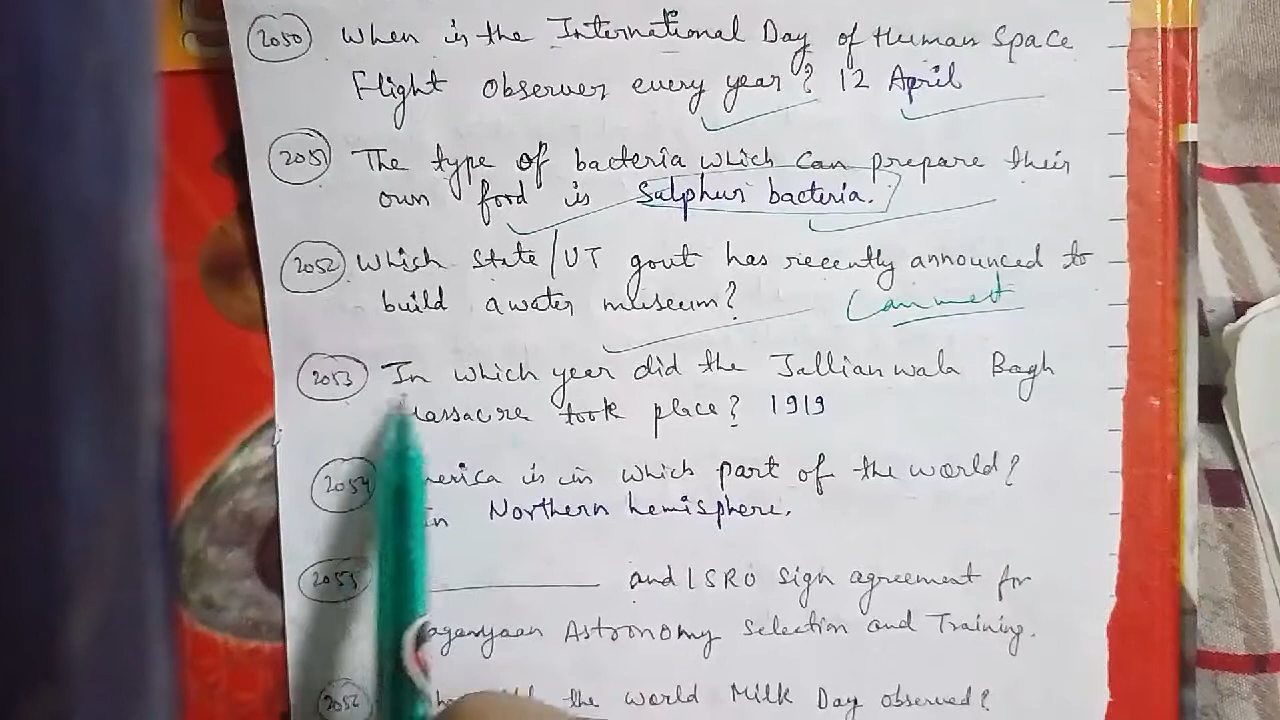 2050 When is the International Day of Human Space
Flight observer every year? 12 April
2051 The type of bacteria which can prepare their
own food is Sulphur bacteria.
2052 Which State/UT govt has recently announced to
build a water museum?
2053 In which year did the Jallianwala Bagh
assacre took place? 1919
2054 erica is in which part of the world?
in Northern hemisphere.
2055 and ISRO sign agreement for
aganyaan Astronomy Selection and Training.
the world Milk Day observed?